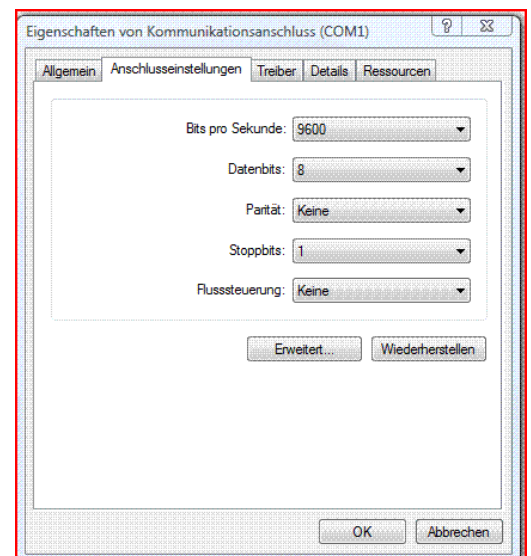 Eigenschaften von Kommunikationsanschluss (COM1)
Allgemein Anschlusseinstellungen Treiber Details Ressourcen
Bits pro Sekunde: 9600
Datenbits: 8
Parität: Keine
Stoppbits: 1
Flusssteuerung: Keine
Erweitert... Wiederherstellen
OK Abbrechen